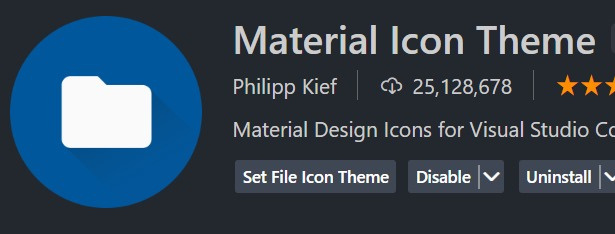 Material Icon Theme
Philipp Kief 25,128,678
Material Design Icons for Visual Studio
Set File Icon Theme Disable Uninstall